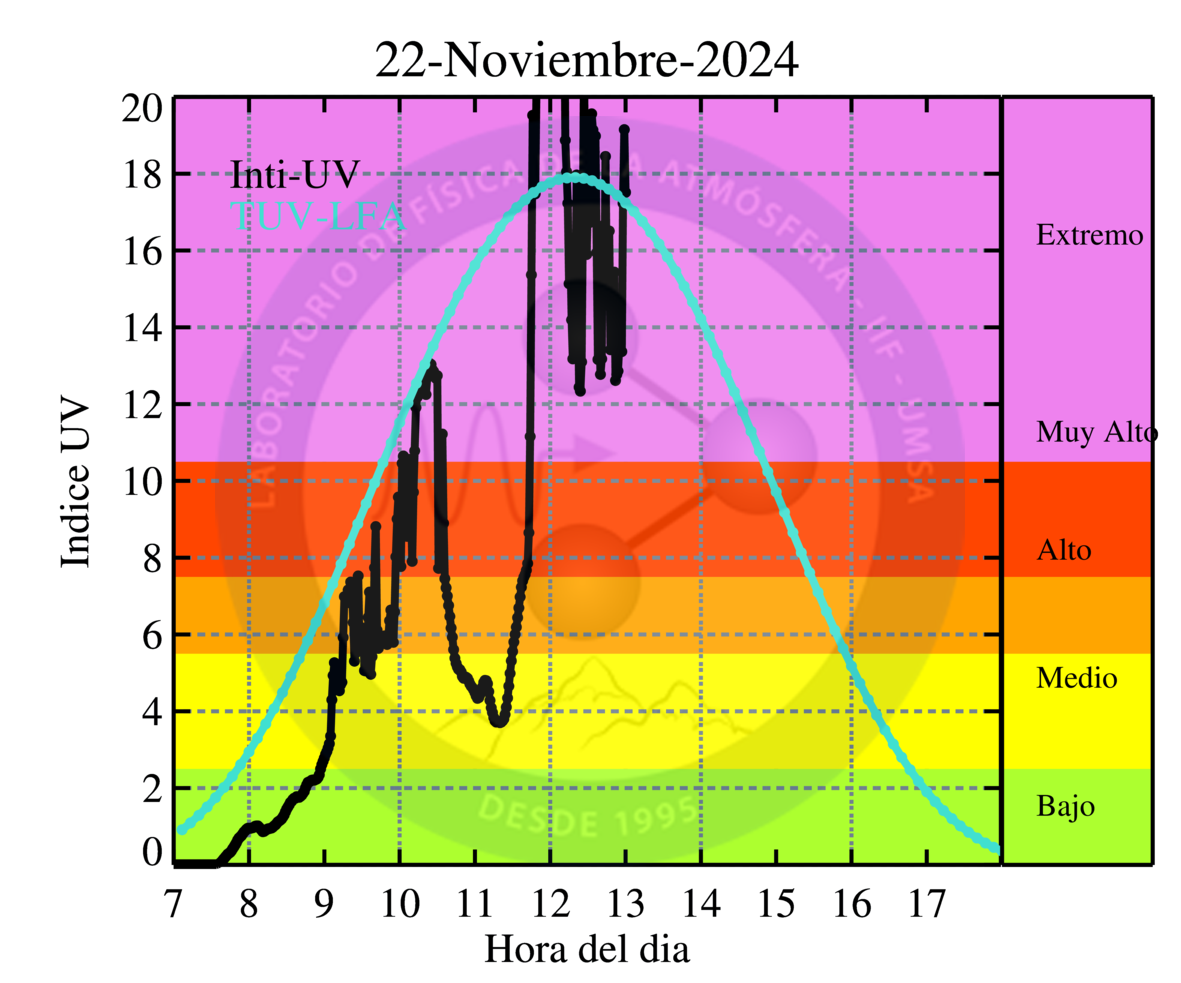 22-Noviembre-2024
Indice UV
20
18
16
14
12
10
8
6
4
2
0
Inti-UV
TUV-LFA
LABORATORIO DE FÍSICA DE LA ATMÓSFERA - IIF - UMSA
DESDE 1995
Extremo
Muy Alto
Alto
Medio
Bajo
7 8 9 10 11 12 13 14 15 16 17
Hora del dia